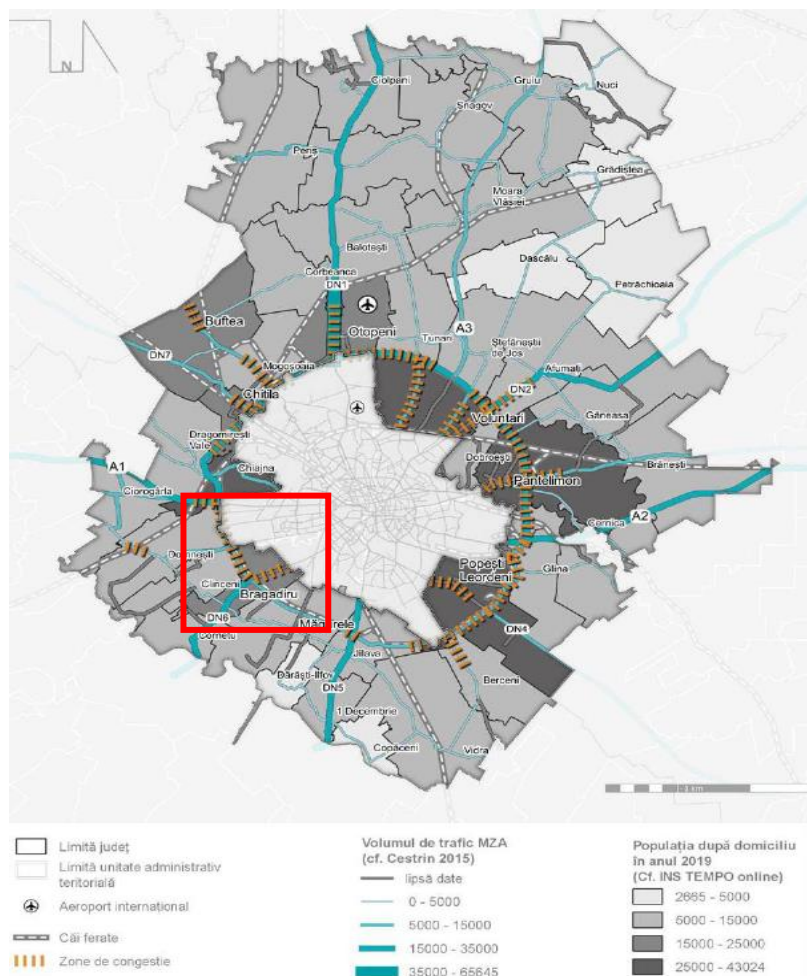 N
Ciolpani
Gruiu
Nuci
Snagov
Periș
Grădiștea
Moara
Vlăsiei
Balotești
Dascălu
Corbeanca
Petrăchioaia
DN1
Buftea
Otopeni
Tunari
A3
Ștefăneștii
de Jos
DN7
Mogoșoaia
Afumați
DN2
Chitila
Voluntari
Găneasa
Dragomirești
Vale
Dobroești
Brănești
A1
Chiajna
Pantelimon
Ciorogârla
A2
Cernica
Domnești
Popești
Leordeni
Glina
Clinceni
Bragadiru
DN6
Măgurele
DN4
Cornetu
Jilava
Dărăști-Ilfov
DN5
Berceni
1 Decembrie
Copăceni
Vidra
1 km
Limită județ
Limită unitate administrativ
teritorială
Aeroport internațional
Căi ferate
Zone de congestie
Volumul de trafic MZA
(cf. Cestrin 2015)
lipsă date
0 - 5000
5000 - 15000
15000 - 35000
35000 - 65645
Populația după domiciliu
în anul 2019
(Cf. INS TEMPO online)
2665 - 5000
5000 - 15000
15000 - 25000
25000 - 43024